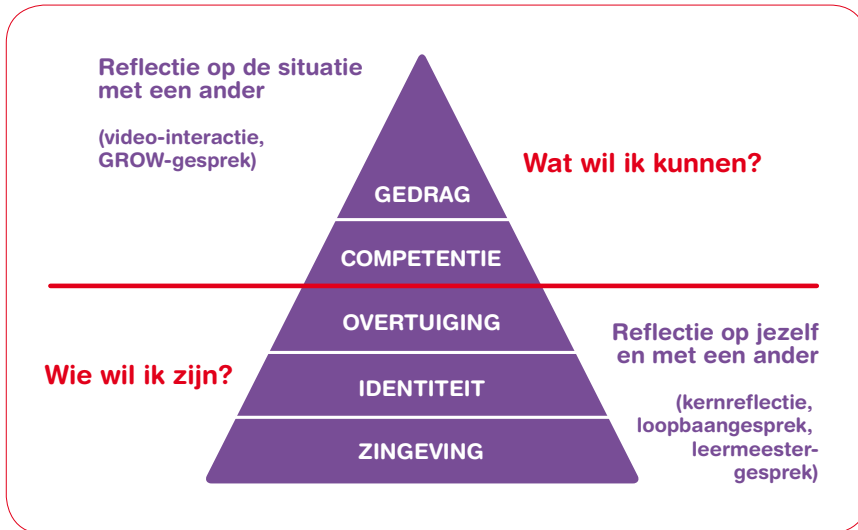 Reflectie op de situatie
met een ander
(video-interactie,
GROW-gesprek)
Wat wil ik kunnen?
GEDRAG
COMPETENTIE
OVERTUIGING
Reflectie op jezelf
en met een ander
Wie wil ik zijn?
IDENTITEIT
(kernreflectie,
loopbaangesprek,
leermeester-
gesprek)
ZINGEVING